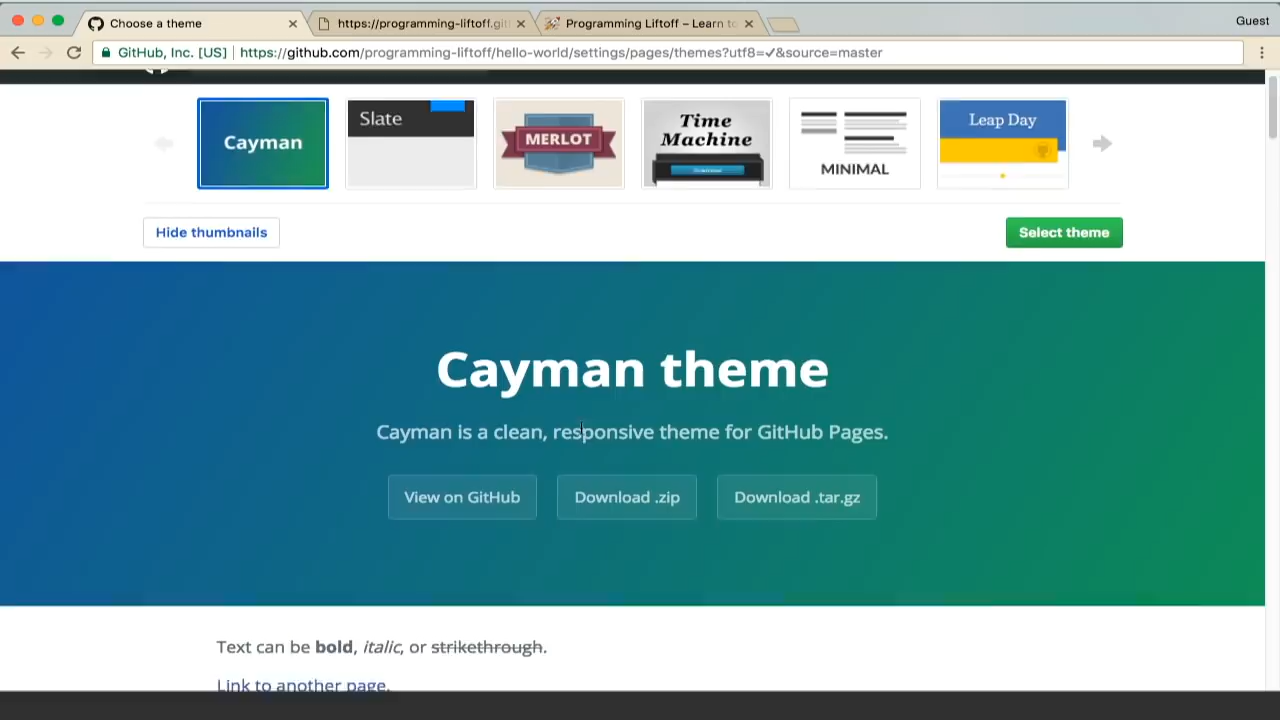 Choose a theme
https://programming-liftoff.git
Programming Liftoff – Learn to
Guest
GitHub, Inc. [US]
https://github.com/programming-liftoff/hello-world/settings/pages/themes?utf8=✓&source=master
Cayman
Slate
MERLOT
Time
Machine
MINIMAL
Leap Day
Hide thumbnails
Select theme
Cayman theme
Cayman is a clean, responsive theme for GitHub Pages.
View on GitHub
Download .zip
Download .tar.gz
Text can be bold, italic, or strikethrough.
Link to another page.